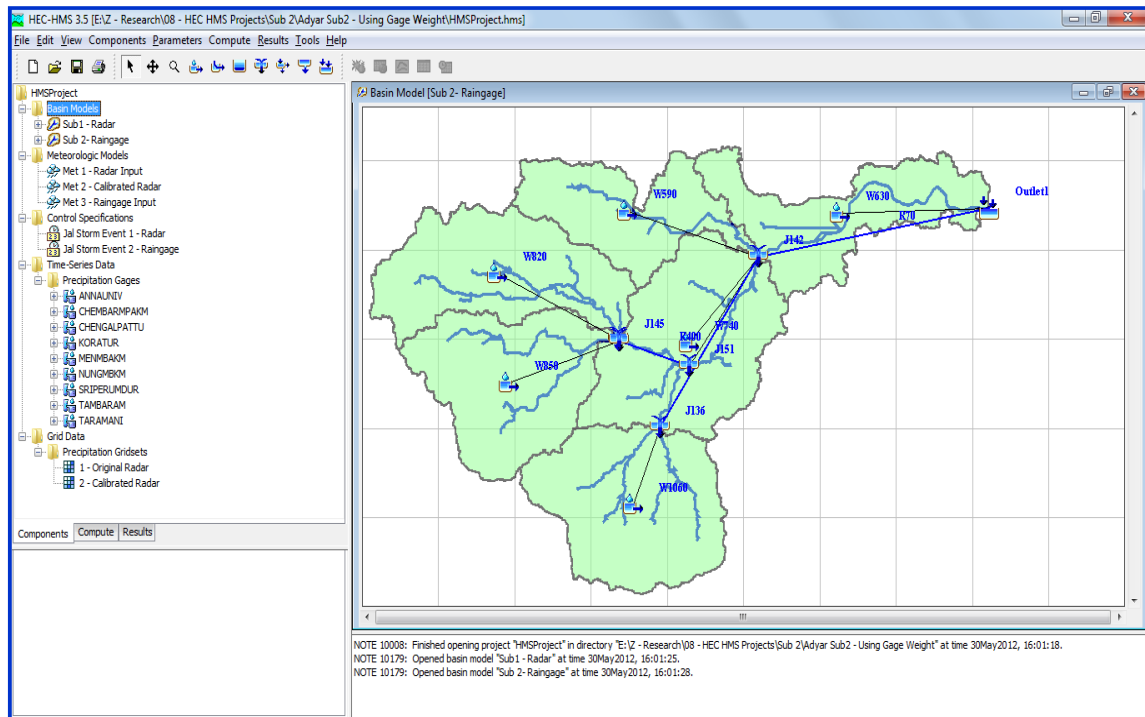 HEC-HMS 3.5 [E:\Z - Research\08 - HEC HMS Projects\Sub 2\Adyar Sub2 - Using Gage Weight\HMSProject.hms]
File Edit View Components Parameters Compute Results Tools Help
HMSProject
Basin Models
Sub1 - Radar
Sub 2- Raingage
Meteorologic Models
Met 1 - Radar Input
Met 2 - Calibrated Radar
Met 3 - Raingage Input
Control Specifications
Jal Storm Event 1 - Radar
Jal Storm Event 2 - Raingage
Time-Series Data
Precipitation Gages
ANNAUNIV
CHEMBARMPAKM
CHENGALPATTU
KORATUR
MENMBAKM
NUNGMBKM
SRIPERUMDUR
TAMBARAM
TARAMANI
Grid Data
Precipitation Gridsets
1 - Original Radar
2 - Calibrated Radar
Components Compute Results
Basin Model [Sub 2- Raingage]
W590
W630
Outlet1
R70
J142
W820
J145
W740
R400
J151
W850
J136
W1060
NOTE 10008: Finished opening project "HMSProject" in directory "E:\Z - Research\08 - HEC HMS Projects\Sub 2\Adyar Sub2 - Using Gage Weight" at time 30May2012, 16:01:18.
NOTE 10179: Opened basin model "Sub1 - Radar" at time 30May2012, 16:01:25.
NOTE 10179: Opened basin model "Sub 2- Raingage" at time 30May2012, 16:01:28.